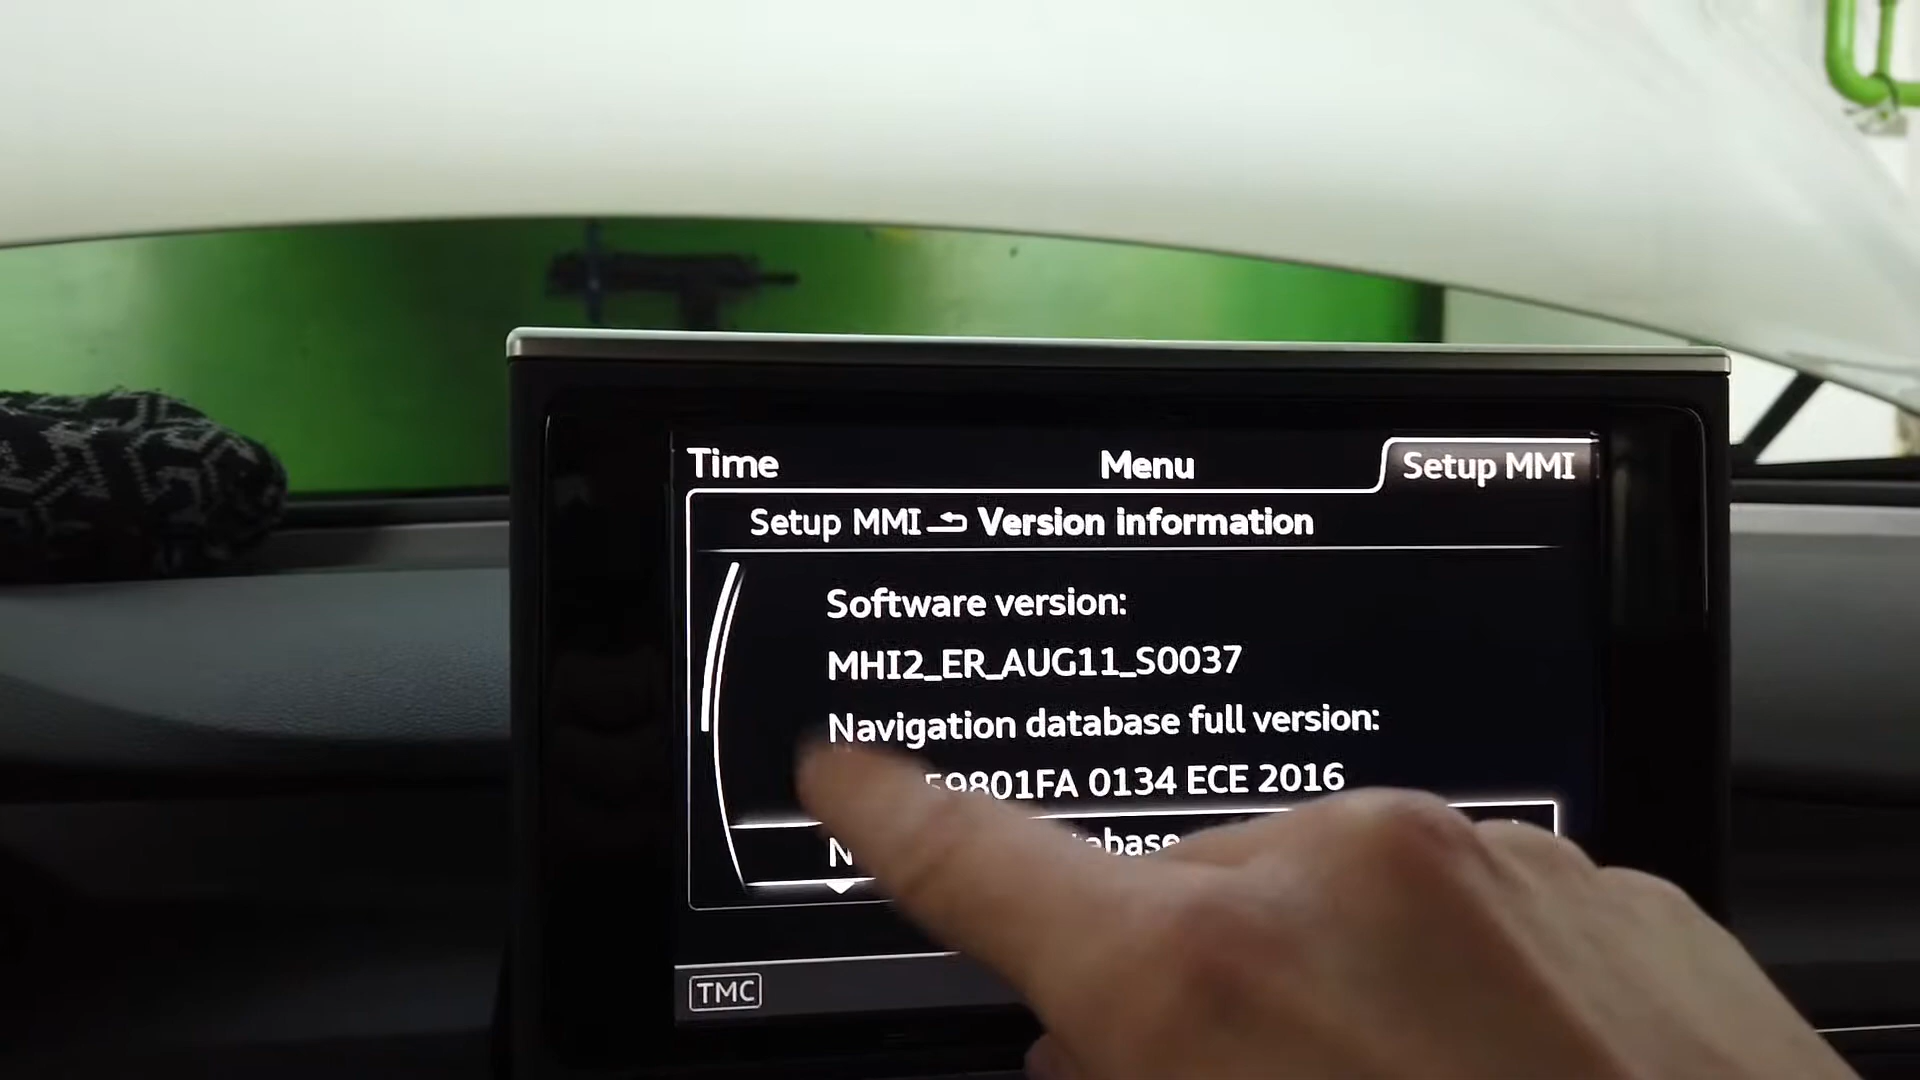 Time Menu Setup MMI
Setup MMI Version information
Software version:
MHI2_ER_AUG11_S0037
Navigation database full version:
59801FA 0134 ECE 2016
TMC